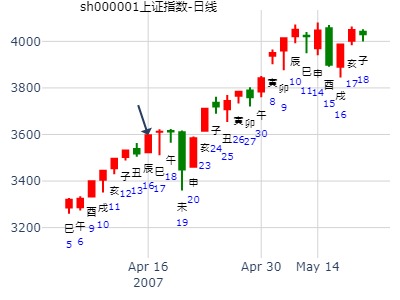 sh000001上证指数-日线
4000
3800
3600
3400
3200
巳 5
午 6
酉 9
戌 10
亥 11
子 12
丑 13
辰 16
巳 17
午 18
未 19
申 20
亥 23
子 24
丑 25
寅 26
卯 27
午 30
寅 8
卯 9
辰 10
巳 11
申 14
酉 15
戌 16
亥 17
子 18
Apr 16
2007
Apr 30
May 14